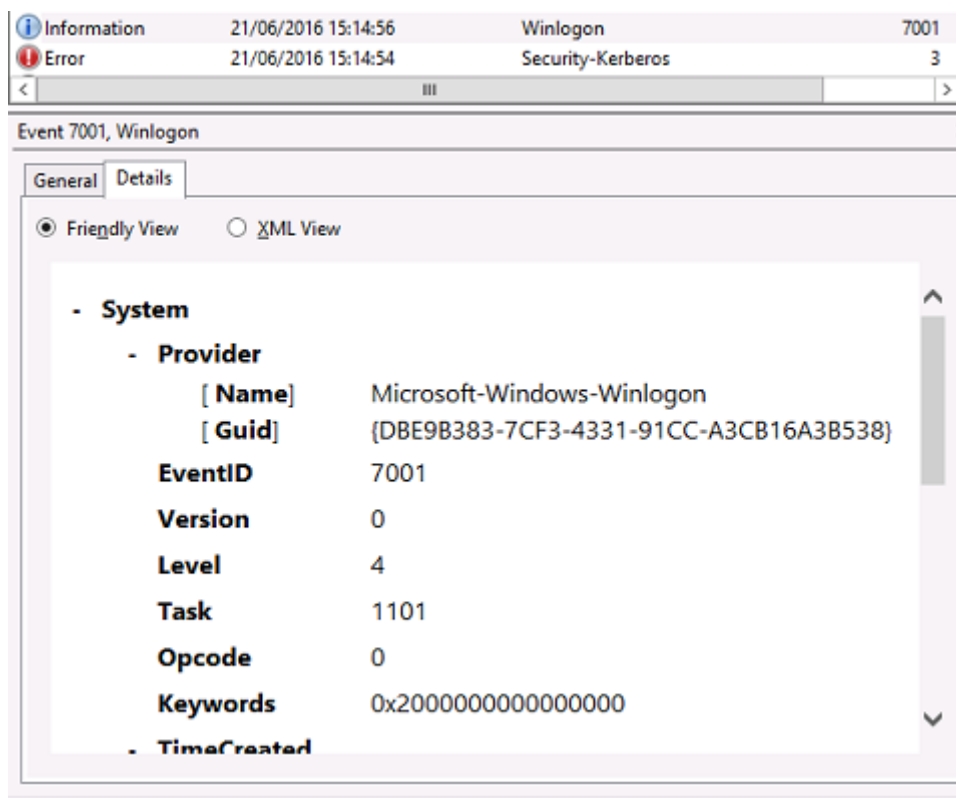 Information 21/06/2016 15:14:56 Winlogon 7001
Error 21/06/2016 15:14:54 Security-Kerberos 3
Event 7001, Winlogon
General Details
Friendly View XML View
- System
- Provider
[ Name] Microsoft-Windows-Winlogon
[ Guid] {DBE9B383-7CF3-4331-91CC-A3CB16A3B538}
EventID 7001
Version 0
Level 4
Task 1101
Opcode 0
Keywords 0x2000000000000000
- TimeCreated